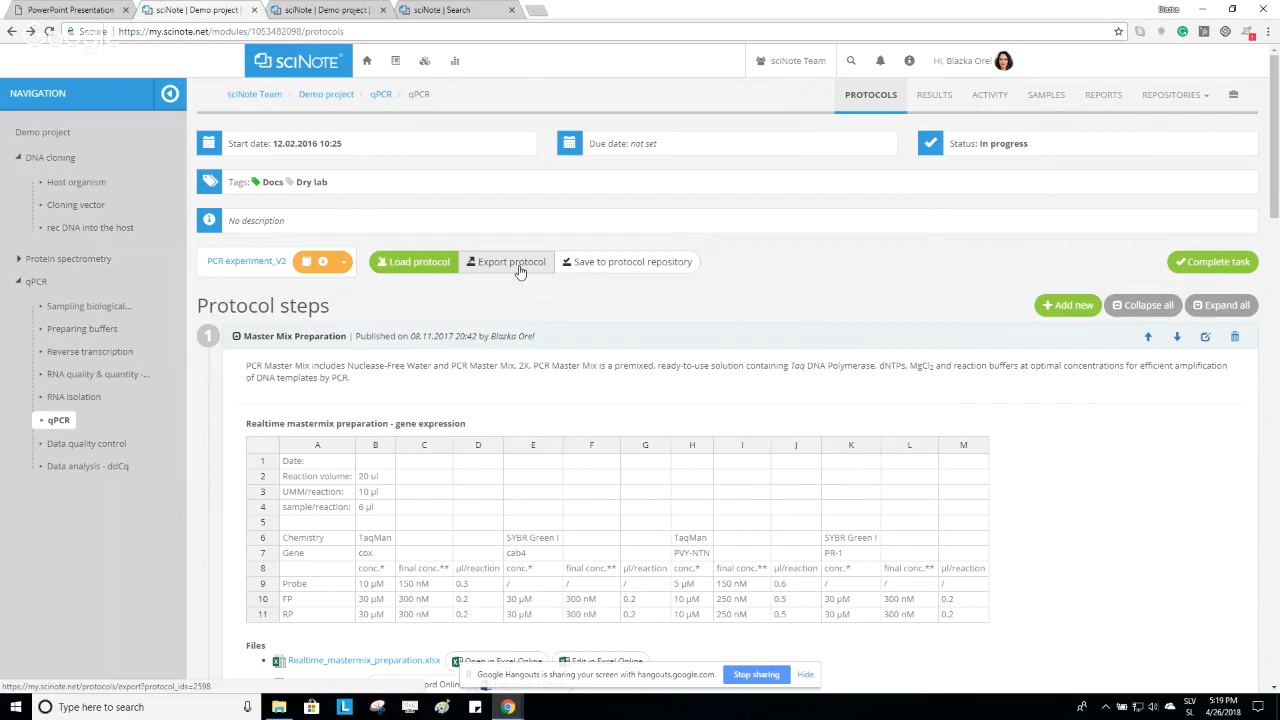 PowerPoint Presentation
sciNote | Demo project |
sciNote | Demo project |
sciNote | Search
Blazka
Secure
https://my.scinote.net/modules/1053482098/protocols
SCINOTE
sciNote Team
Hi, Blazka Orel
NAVIGATION
sciNote Team / Demo project / qPCR / qPCR
PROTOCOLS RESULTS ACTIVITY SAMPLES REPORTS REPOSITORIES
Demo project
DNA cloning
Host organism
Cloning vector
rec DNA into the host
Protein spectrometry
qPCR
Sampling biological...
Preparing buffers
Reverse transcription
RNA quality & quantity -...
RNA isolation
qPCR
Data quality control
Data analysis - ddCq
Start date: 12.02.2016 10:25
Due date: not set
Status: In progress
Tags: Docs Dry lab
No description
PCR experiment_V2
Load protocol
Export protocol
Save to protocol repository
Complete task
Protocol steps
Add new
Collapse all
Expand all
1
Master Mix Preparation | Published on 08.11.2017 20:42 by Blazka Orel
PCR Master Mix includes Nuclease-Free Water and PCR Master Mix, 2X. PCR Master Mix is a premixed, ready-to-use solution containing Taq DNA Polymerase, dNTPs, MgCl2 and reaction buffers at optimal concentrations for efficient amplification
of DNA templates by PCR.
Realtime mastermix preparation - gene expression
A B C D E F G H I J K L M
1 Date:
2 Reaction volume: 20 ul
3 UMM/reaction: 10 µl
4 sample/reaction: 6 µl
5
6 Chemistry TaqMan SYBR Green I TaqMan SYBR Green I
7 Gene cox cab4 PVY-NTN PR-1
8 conc.* final conc.** µl/reaction conc.* final conc.** µl/reaction conc.* final conc.** µl/reaction conc.* final conc.** µl/reaction
9 Probe 10 µM 150 nM 0.3 / / / 5 µM 150 nM 0.6 / / /
10 FP 30 µM 300 nM 0.2 30 µM 300 nM 0.2 10 µM 250 nM 0.5 30 µM 300 nM 0.2
11 RP 30 µM 300 nM 0.2 30 µM 300 nM 0.2 10 µM 250 nM 0.5 30 µM 300 nM 0.2
Files
Realtime_mastermix_preparation.xlsx
Open in Excel Online
Edit in Excel Online
Google Hangouts is sharing your screen with hangouts.google.com.
Stop sharing
Hide
https://my.scinote.net/protocols/export?protocol_ids=2598
Type here to search
SLV
SL
5:19 PM
4/26/2018